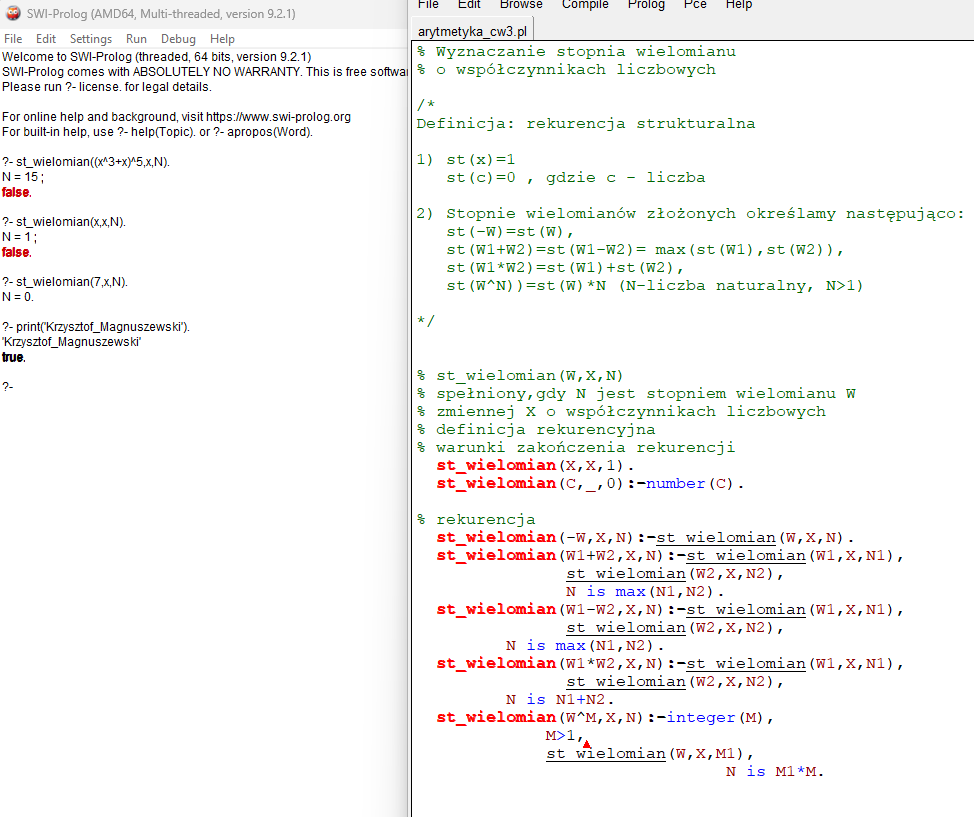 SWI-Prolog (AMD64, Multi-threaded, version 9.2.1)
File Edit Settings Run Debug Help
Welcome to SWI-Prolog (threaded, 64 bits, version 9.2.1)
SWI-Prolog comes with ABSOLUTELY NO WARRANTY. This is free softwar
Please run ?- license. for legal details.
For online help and background, visit https://www.swi-prolog.org
For built-in help, use ?- help(Topic). or ?- apropos(Word).
?- st_wielomian((x^3+x)^5,x,N).
N = 15 ;
false.
?- st_wielomian(x,x,N).
N = 1 ;
false.
?- st_wielomian(7,x,N).
N = 0.
?- print('Krzysztof_Magnuszewski').
'Krzysztof_Magnuszewski'
true.
?-
File Edit Browse Compile Prolog Pce Help
arytmetyka_cw3.pl
% Wyznaczanie stopnia wielomianu
% o współczynnikach liczbowych
/*
Definicja: rekurencja strukturalna
1) st(x)=1
st(c)=0 , gdzie c - liczba
2) Stopnie wielomianów złożonych określamy następująco:
st(-W)=st(W),
st(W1+W2)=st(W1-W2)= max(st(W1),st(W2)),
st(W1*W2)=st(W1)+st(W2),
st(W^N))=st(W)*N (N-liczba naturalny, N>1)
*/
% st_wielomian(W,X,N)
% spełniony,gdy N jest stopniem wielomianu W
% zmiennej X o współczynnikach liczbowych
% definicja rekurencyjna
% warunki zakończenia rekurencji
st_wielomian(X,X,1).
st_wielomian(C,_,0):-number(C).
% rekurencja
st_wielomian(-W,X,N):-st_wielomian(W,X,N).
st_wielomian(W1+W2,X,N):-st_wielomian(W1,X,N1),
st_wielomian(W2,X,N2),
N is max(N1,N2).
st_wielomian(W1-W2,X,N):-st_wielomian(W1,X,N1),
st_wielomian(W2,X,N2),
N is max(N1,N2).
st_wielomian(W1*W2,X,N):-st_wielomian(W1,X,N1),
st_wielomian(W2,X,N2),
N is N1+N2.
st_wielomian(W^M,X,N):-integer(M),
M>1,
st_wielomian(W,X,M1),
N is M1*M.